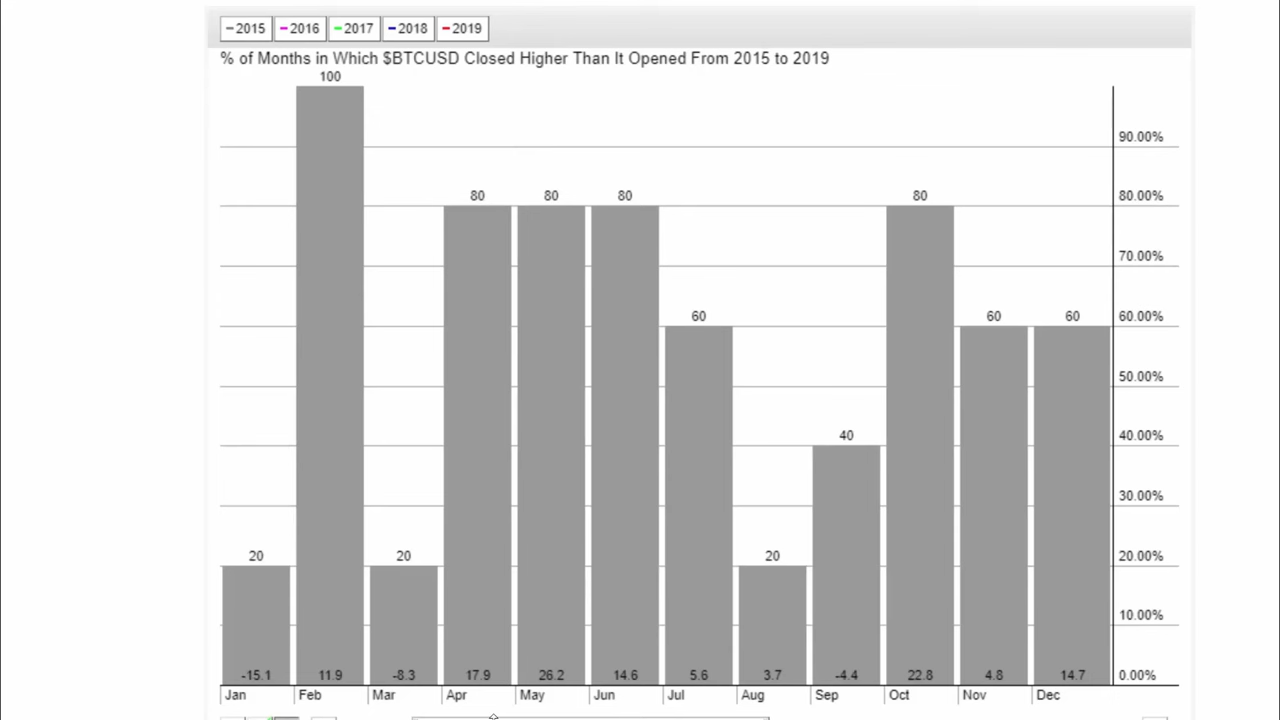 2015 2016 2017 2018 2019
% of Months in Which $BTCUSD Closed Higher Than It Opened From 2015 to 2019
100
90.00%
80 80 80 80 80.00%
70.00%
60 60 60 60.00%
50.00%
40 40.00%
30.00%
20 20 20 20.00%
10.00%
-15.1 11.9 -8.3 17.9 26.2 14.6 5.6 3.7 -4.4 22.8 4.8 14.7 0.00%
Jan Feb Mar Apr May Jun Jul Aug Sep Oct Nov Dec